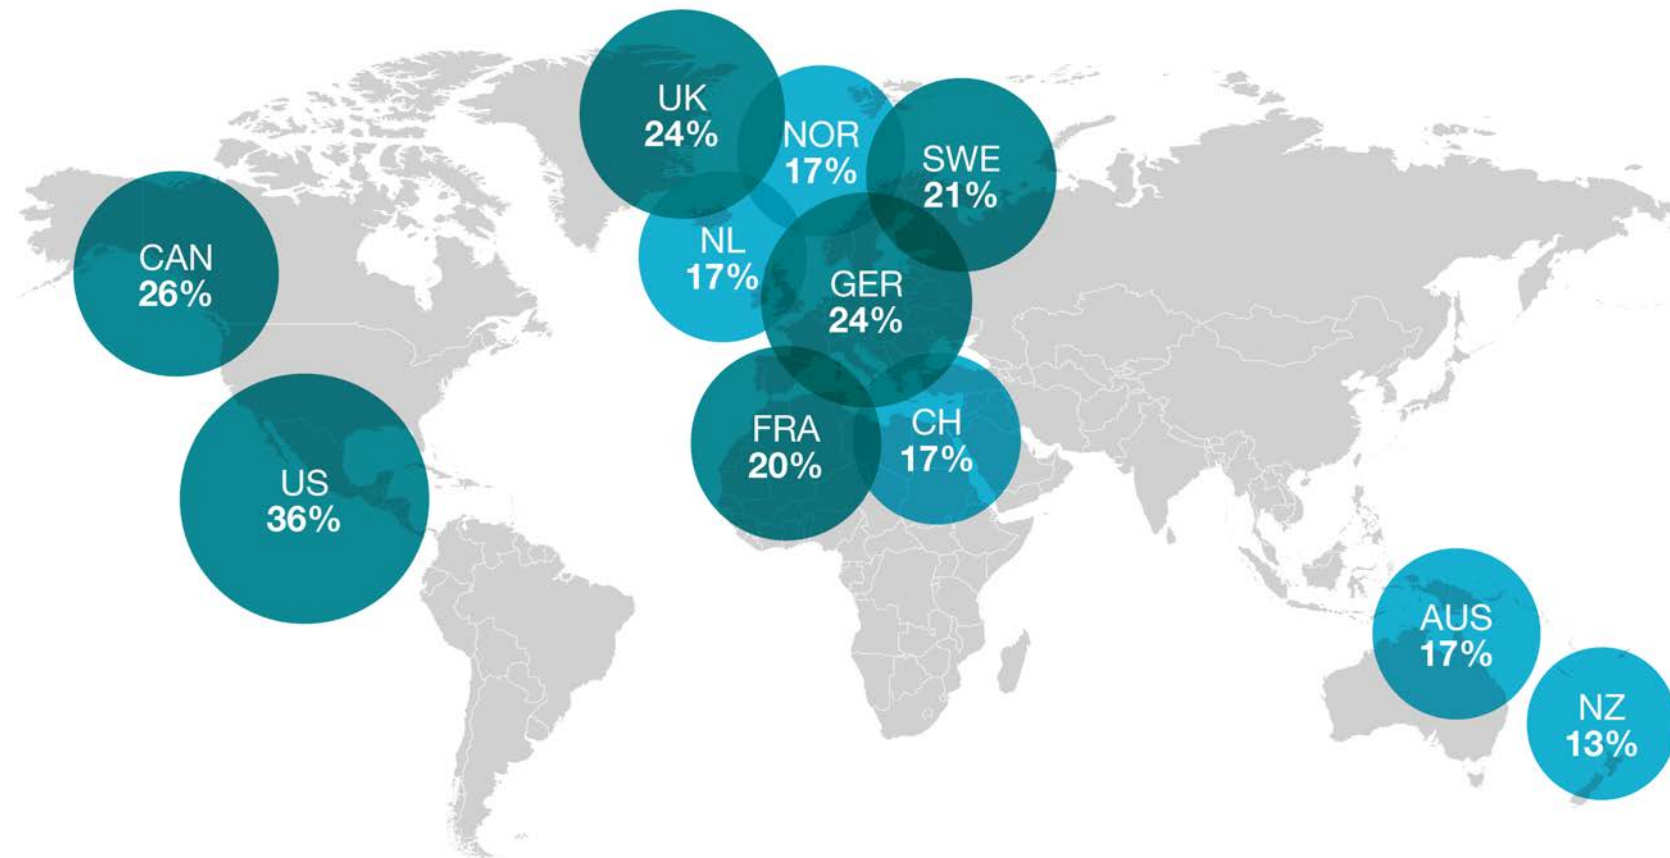 UK
24%
NOR
17%
SWE
21%
CAN
26%
NL
17%
GER
24%
FRA
20%
CH
17%
US
36%
AUS
17%
NZ
13%